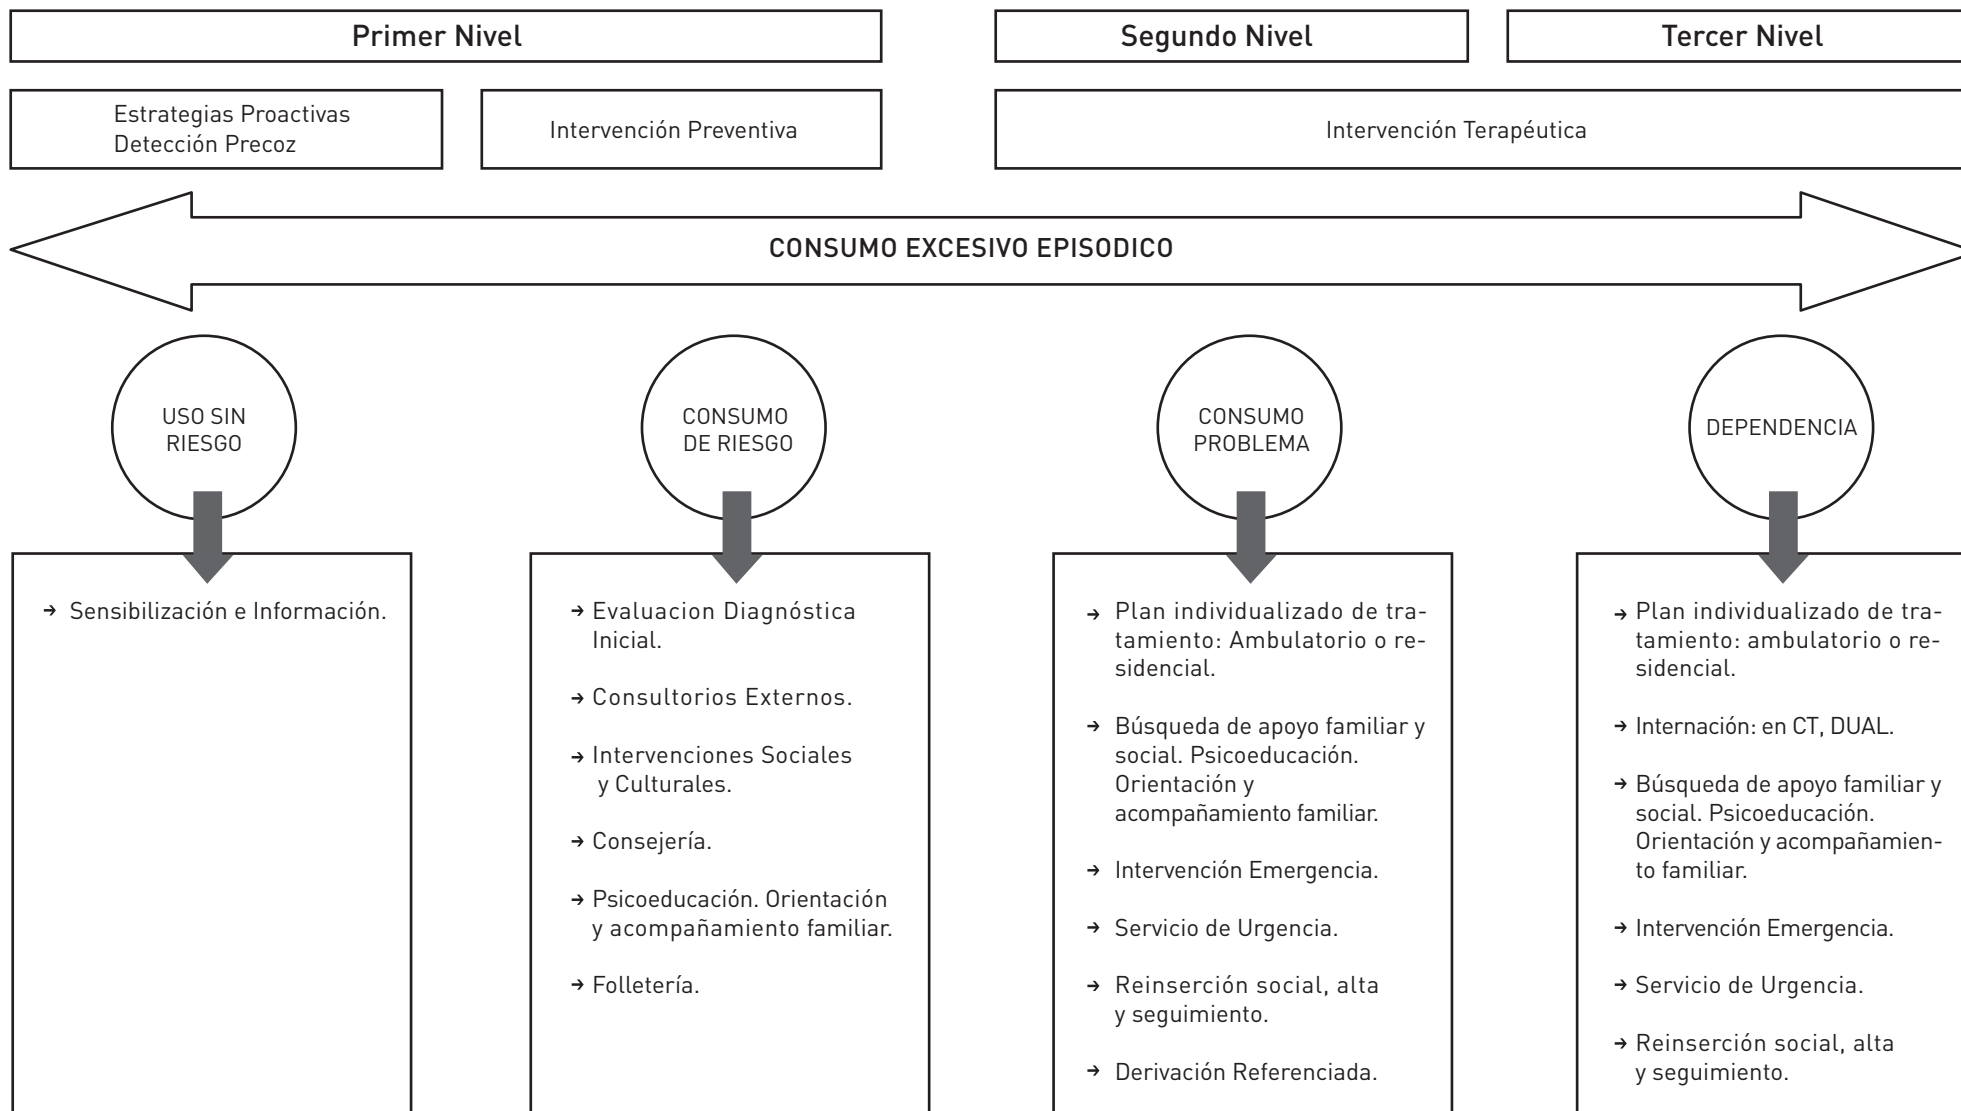 Primer Nivel
Segundo Nivel
Tercer Nivel
Estrategias Proactivas
Detección Precoz
Intervención Preventiva
Intervención Terapéutica
CONSUMO EXCESIVO EPISODICO
USO SIN
RIESGO
CONSUMO
DE RIESGO
CONSUMO
PROBLEMA
DEPENDENCIA
→ Sensibilización e Información.
→ Evaluacion Diagnóstica
Inicial.
→ Consultorios Externos.
→ Intervenciones Sociales
y Culturales.
→ Consejería.
→ Psicoeducación. Orientación
y acompañamiento familiar.
→ Folletería.
→ Plan individualizado de tra-
tamiento: Ambulatorio o re-
sidencial.
→ Búsqueda de apoyo familiar y
social. Psicoeducación.
Orientación y
acompañamiento familiar.
→ Intervención Emergencia.
→ Servicio de Urgencia.
→ Reinserción social, alta
y seguimiento.
→ Derivación Referenciada.
→ Plan individualizado de tra-
tamiento: ambulatorio o re-
sidencial.
→ Internación: en CT, DUAL.
→ Búsqueda de apoyo familiar y
social. Psicoeducación.
Orientación y acompañamien-
to familiar.
→ Intervención Emergencia.
→ Servicio de Urgencia.
→ Reinserción social, alta
y seguimiento.